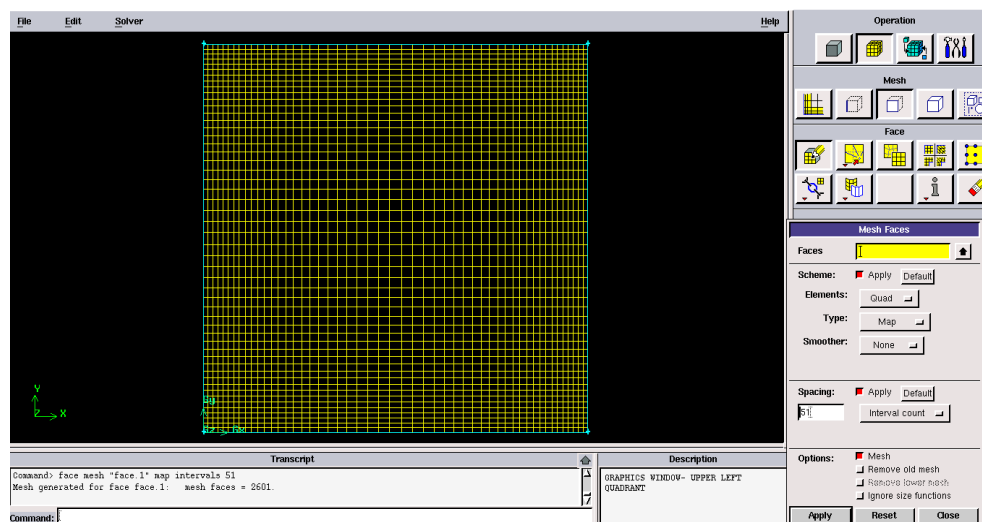 File Edit Solver Help
Operation
Mesh
Face
Mesh Faces
Faces
Scheme: Apply Default
Elements: Quad
Type: Map
Smoother: None
Spacing: Apply Default
51 Interval count
Options: Mesh
Remove old mesh
Remove lower mesh
Ignore size functions
Apply Reset Close
Y
Z X
Gy
Gz Gx
Transcript
Command> face mesh "face.1" map intervals 51
Mesh generated for face face.1: mesh faces = 2601.
Command:
Description
GRAPHICS WINDOW- UPPER LEFT
QUADRANT